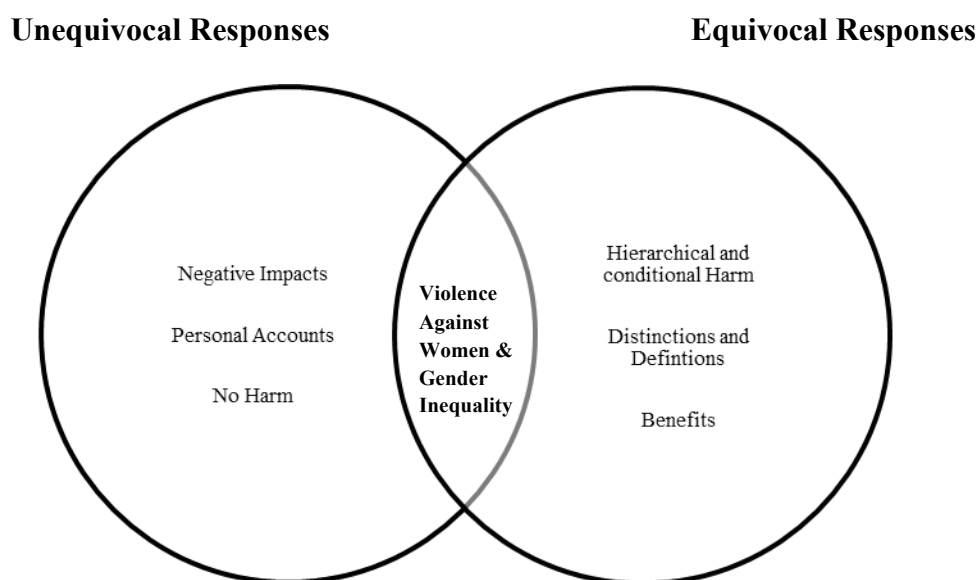 Unequivocal Responses
Equivocal Responses
Negative Impacts
Personal Accounts
No Harm
Violence
Against
Women &
Gender
Inequality
Hierarchical and
conditional Harm
Distinctions and
Defintions
Benefits